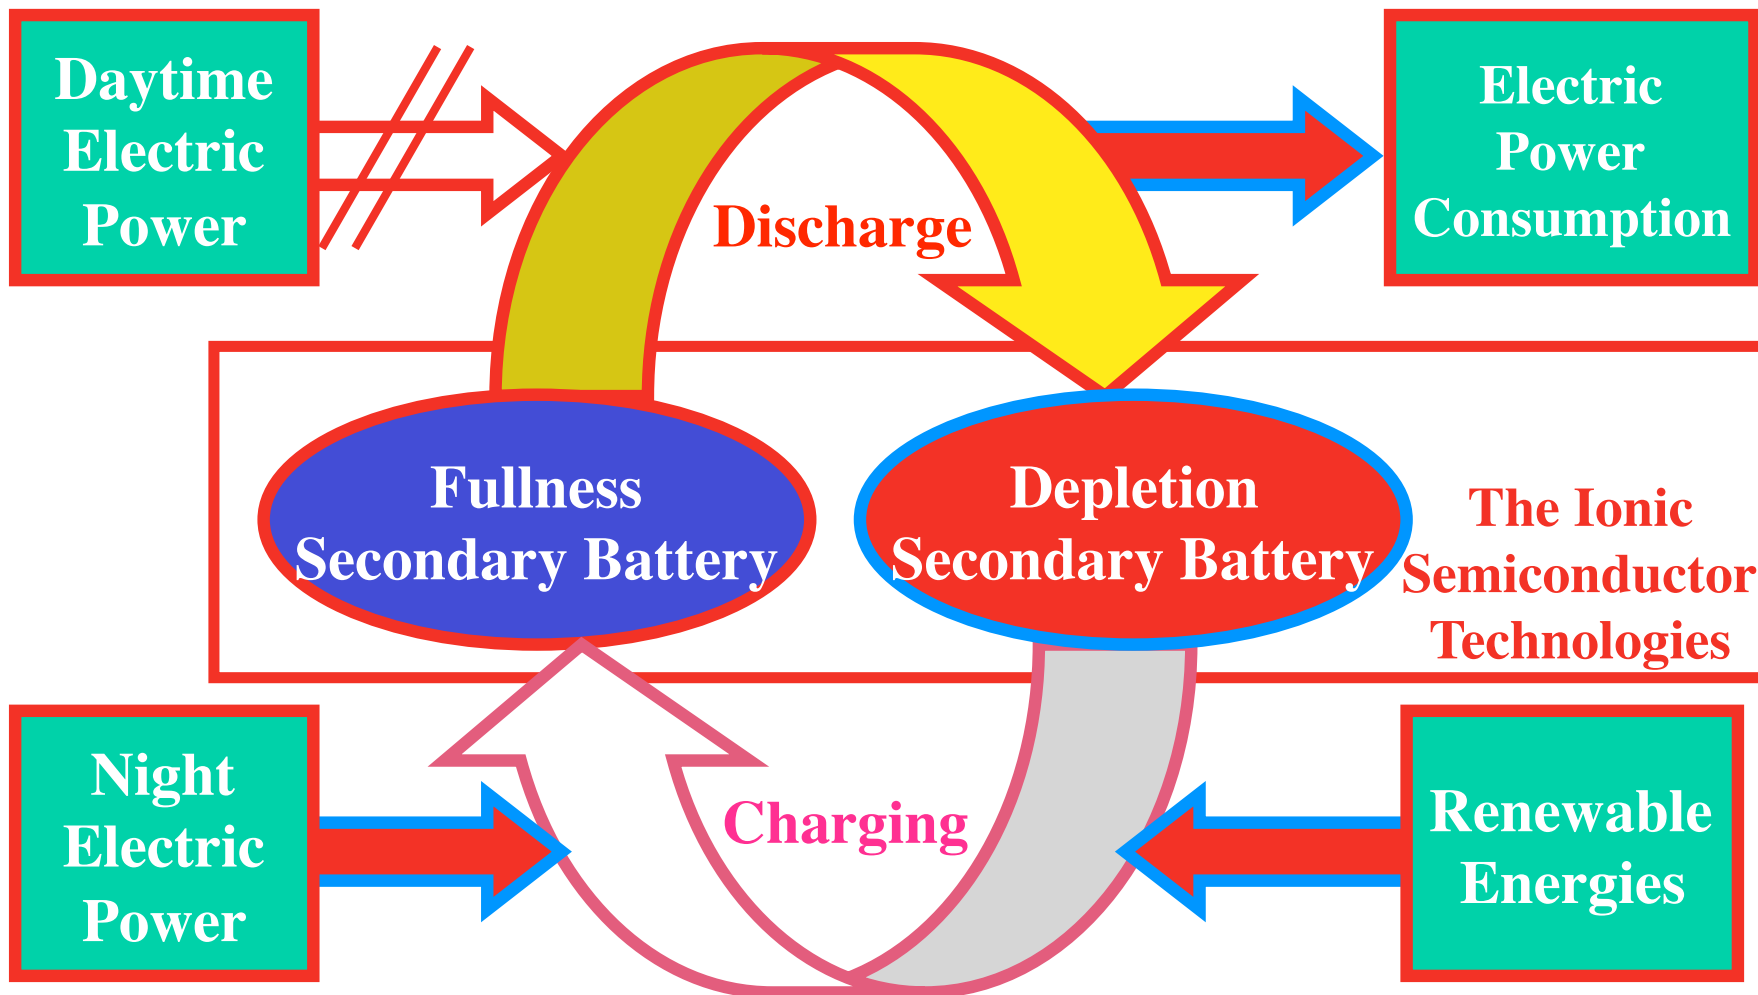 Daytime
Electric
Power
Electric
Power
Consumption
Discharge
Fullness
Secondary Battery
Depletion
Secondary Battery
The Ionic
Semiconductor
Technologies
Night
Electric
Power
Charging
Renewable
Energies